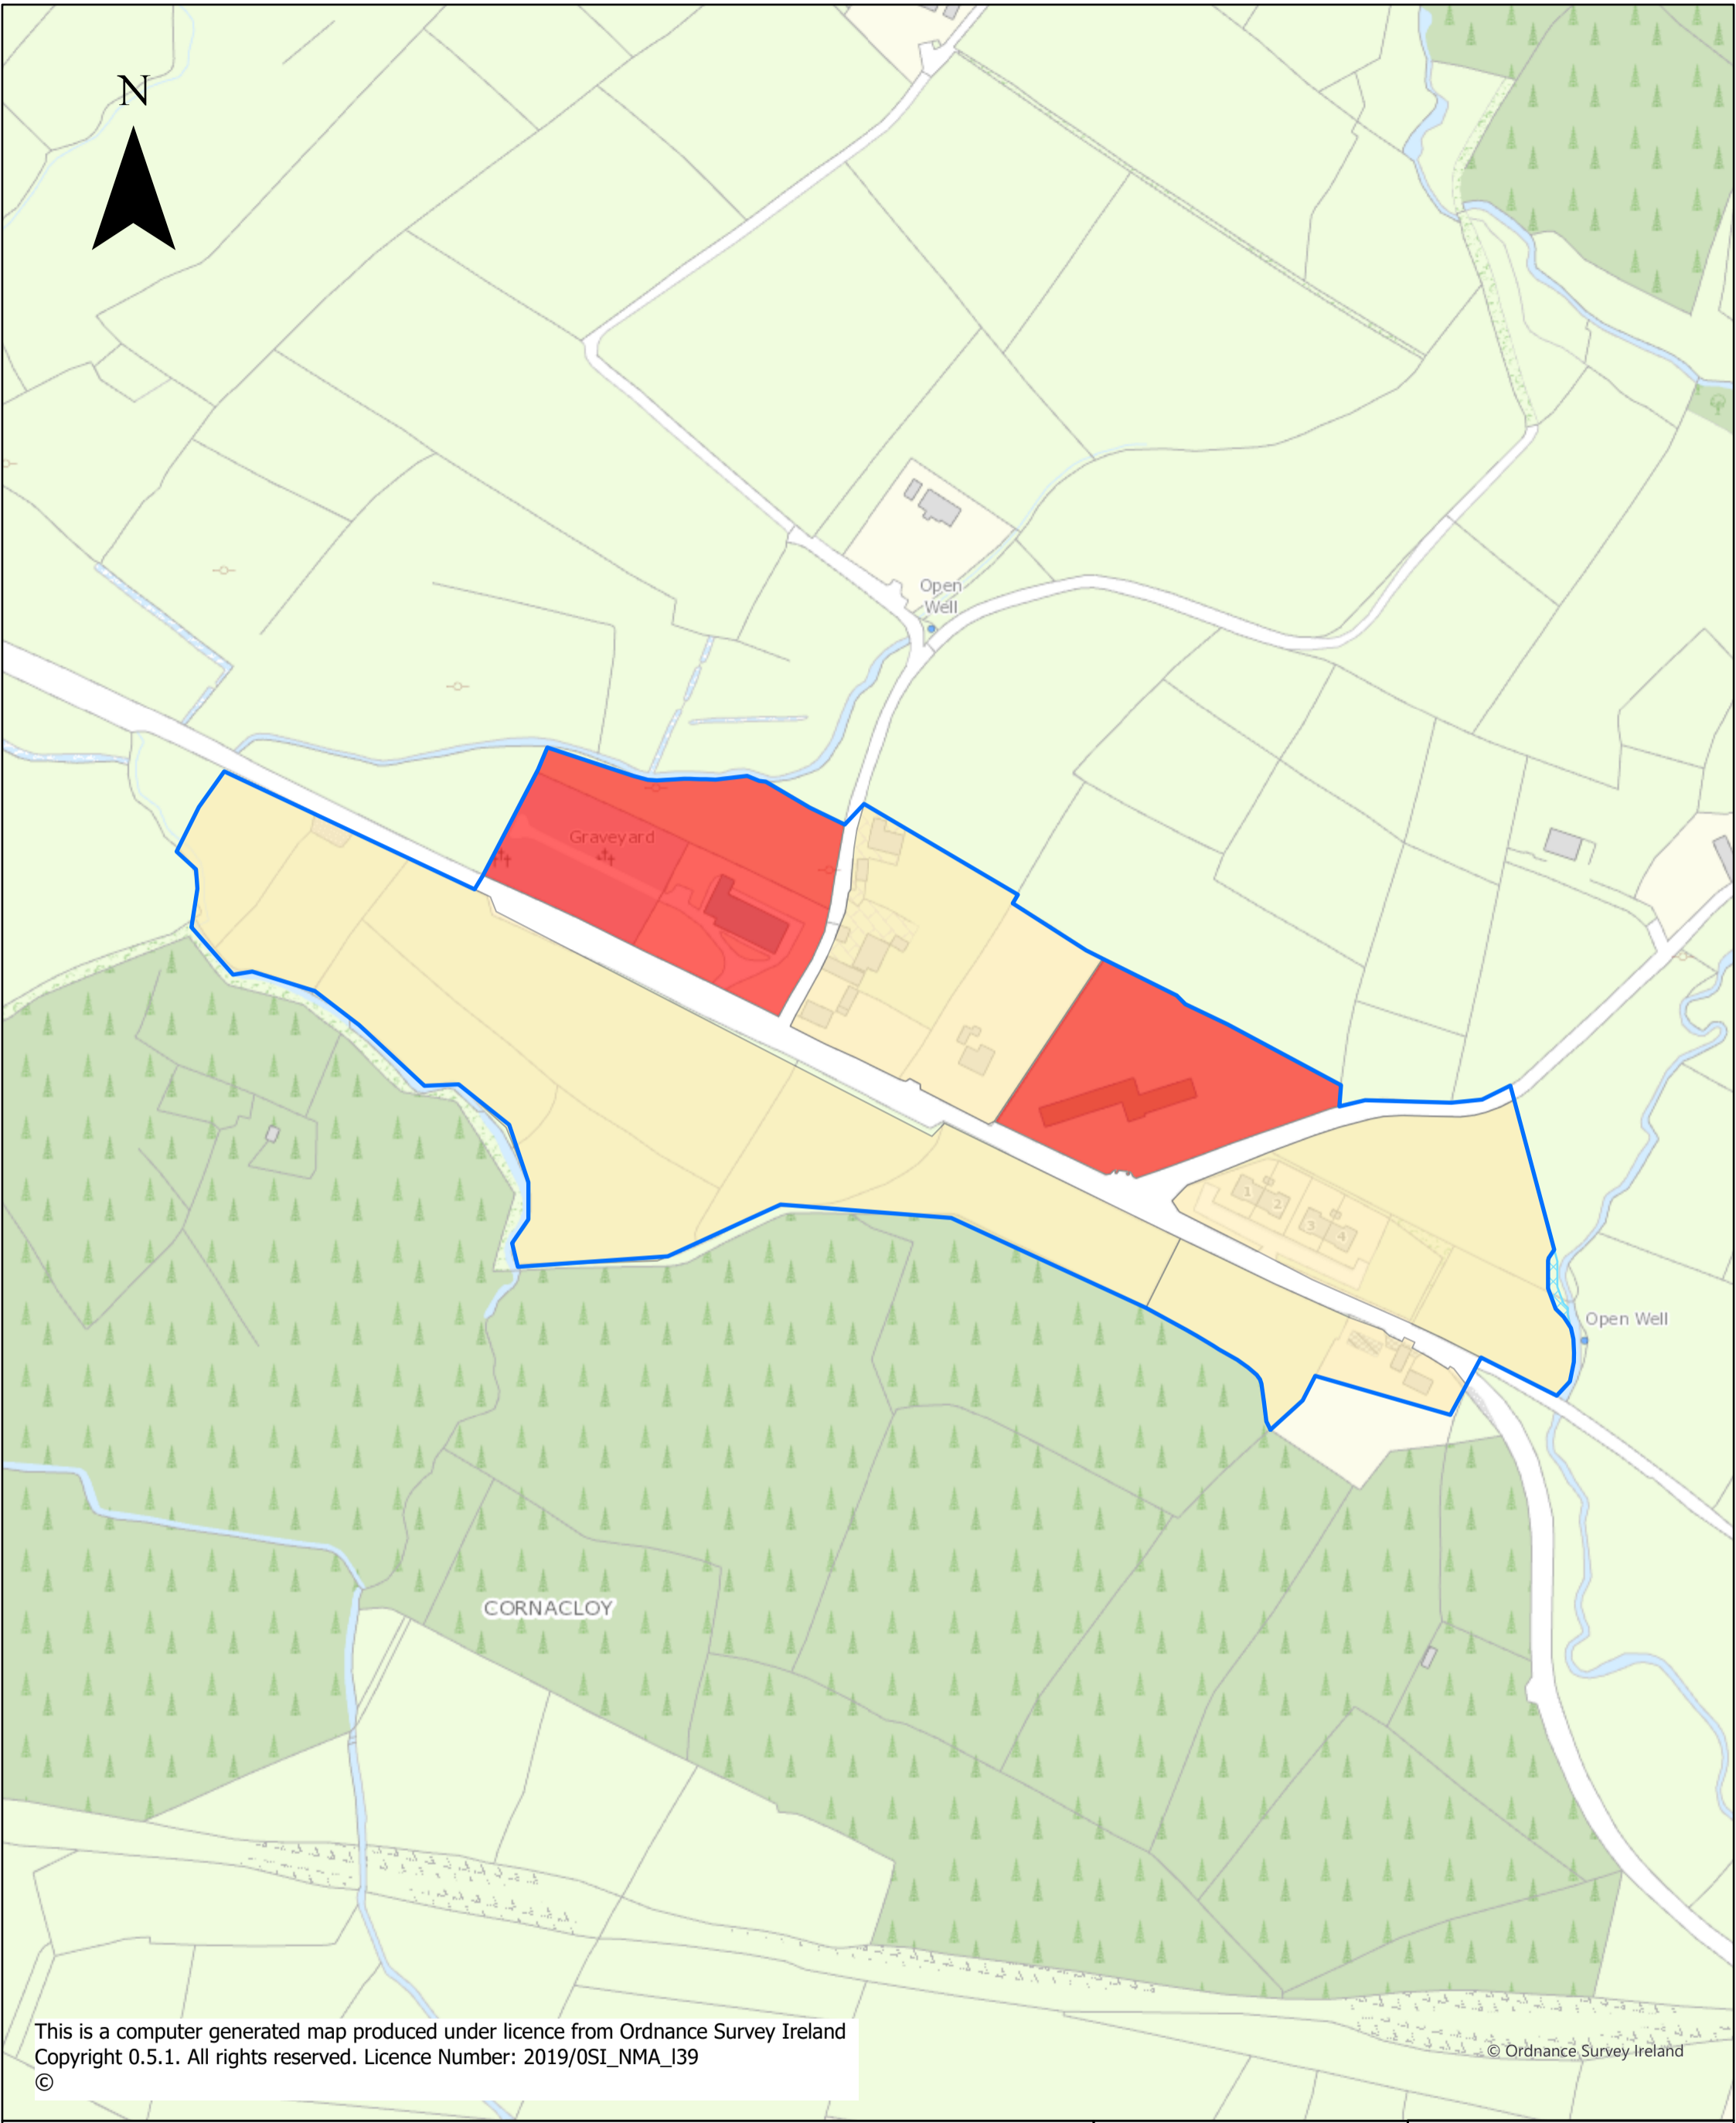 N
Open
Well
Graveyard
1
2
3
4
Open Well
CORNACLOY
This is a computer generated map produced under licence from Ordnance Survey Ireland
Copyright 0.5.1. All rights reserved. Licence Number: 2019/0SI_NMA_l39
©
© Ordnance Survey Ireland